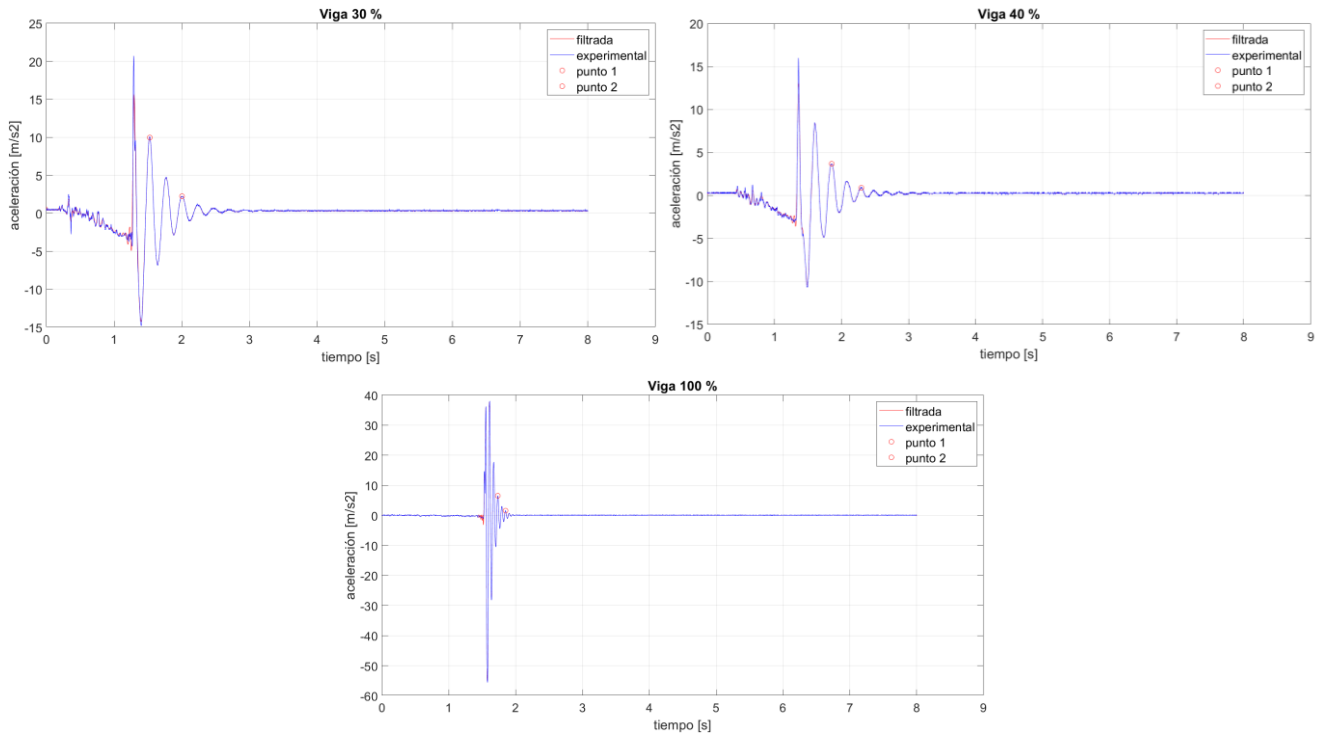 Viga 30 %
25
20
15
10
5
0
-5
-10
-15
0 1 2 3 4 5 6 7 8 9
aceleración [m/s2]
tiempo [s]
filtrada
experimental
punto 1
punto 2
Viga 40 %
20
15
10
5
0
-5
-10
-15
0 1 2 3 4 5 6 7 8 9
aceleración [m/s2]
tiempo [s]
filtrada
experimental
punto 1
punto 2
Viga 100 %
40
30
20
10
0
-10
-20
-30
-40
-50
-60
0 1 2 3 4 5 6 7 8 9
aceleración [m/s2]
tiempo [s]
filtrada
experimental
punto 1
punto 2